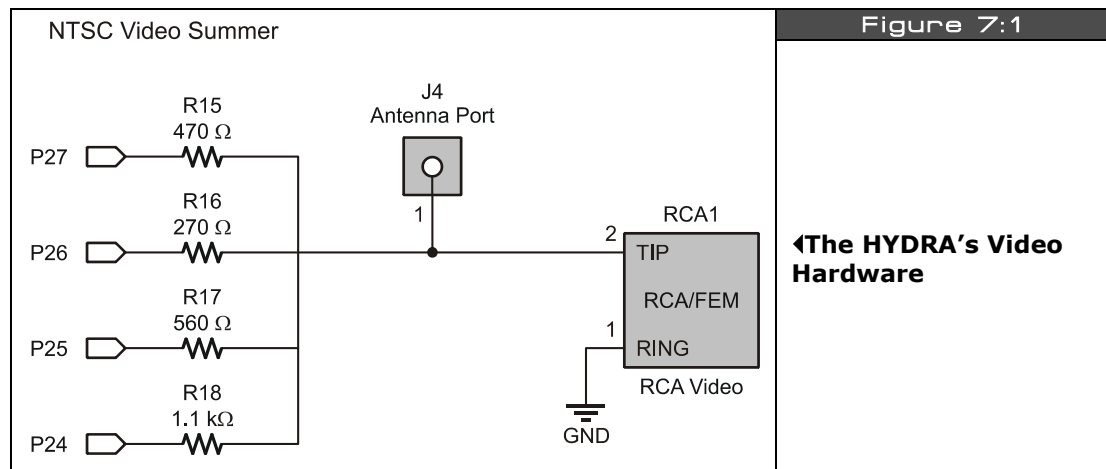 NTSC Video Summer
Figure 7:1
R15
470 Ω
P27
J4
Antenna Port
1
R16
270 Ω
P26
RCA1
2
TIP
RCA/FEM
1
RING
RCA Video
GND
R17
560 Ω
P25
R18
1.1 kΩ
P24
The HYDRA's Video
Hardware